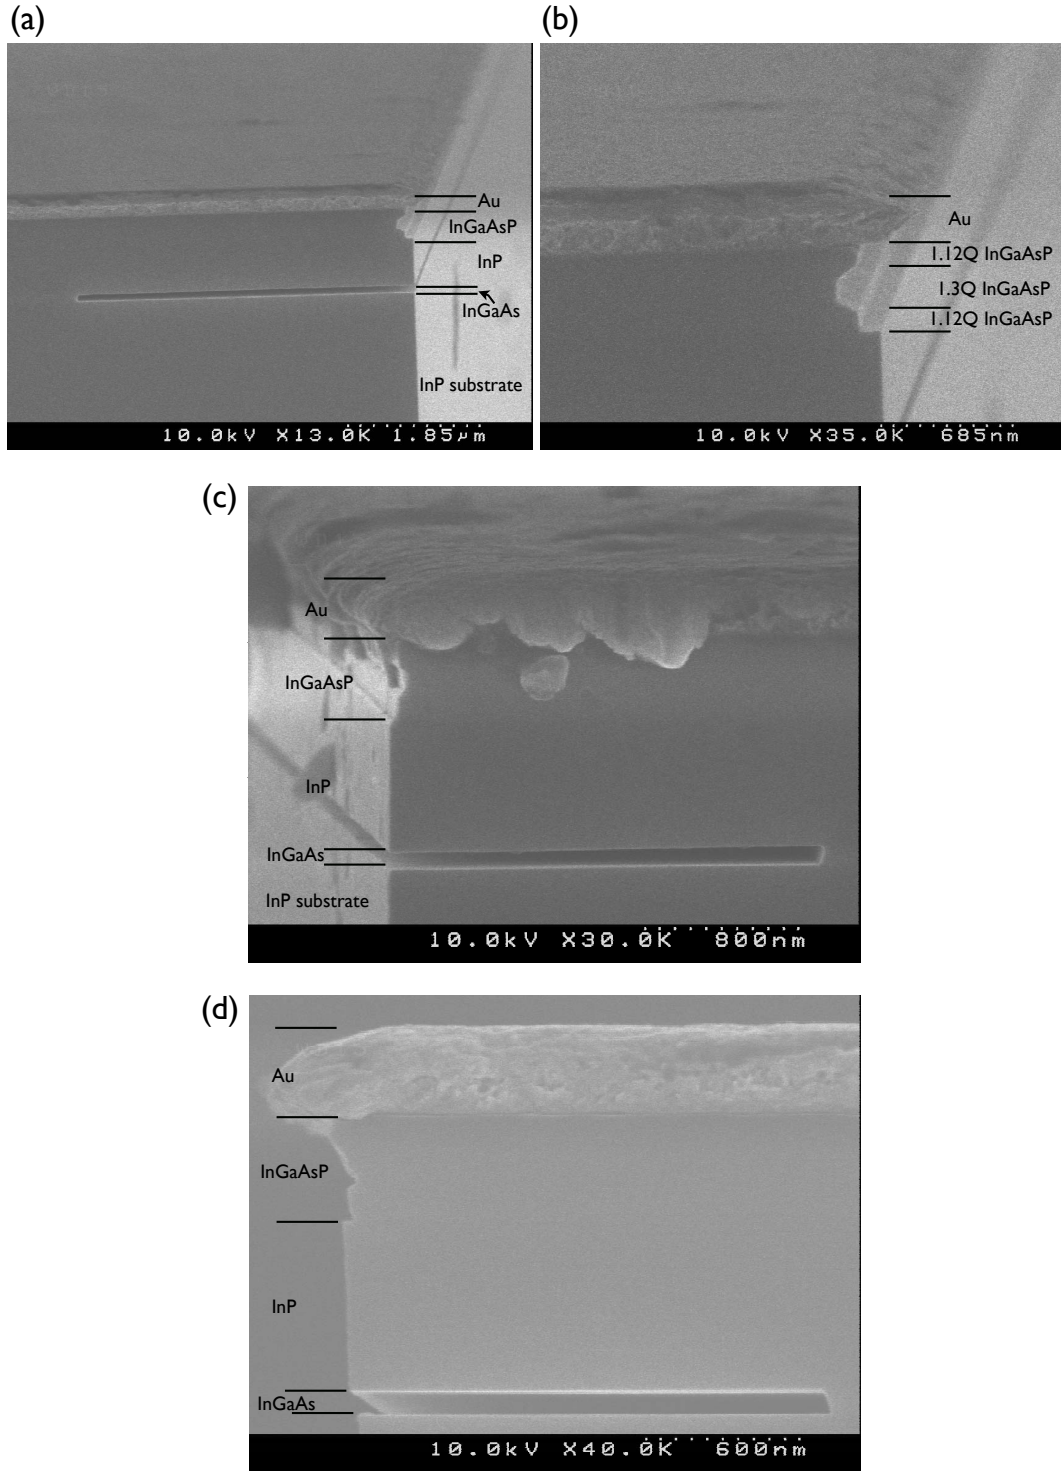 (a)
(b)
Au
InGaAsP
InP
InGaAs
InP substrate
10.0kV X13.0K 1.85µm
Au
1.12Q InGaAsP
1.3Q InGaAsP
1.12Q InGaAsP
10.0kV X35.0K 685nm
(c)
Au
InGaAsP
InP
InGaAs
InP substrate
10.0kV X30.0K 800nm
(d)
Au
InGaAsP
InP
InGaAs
10.0kV X40.0K 600nm